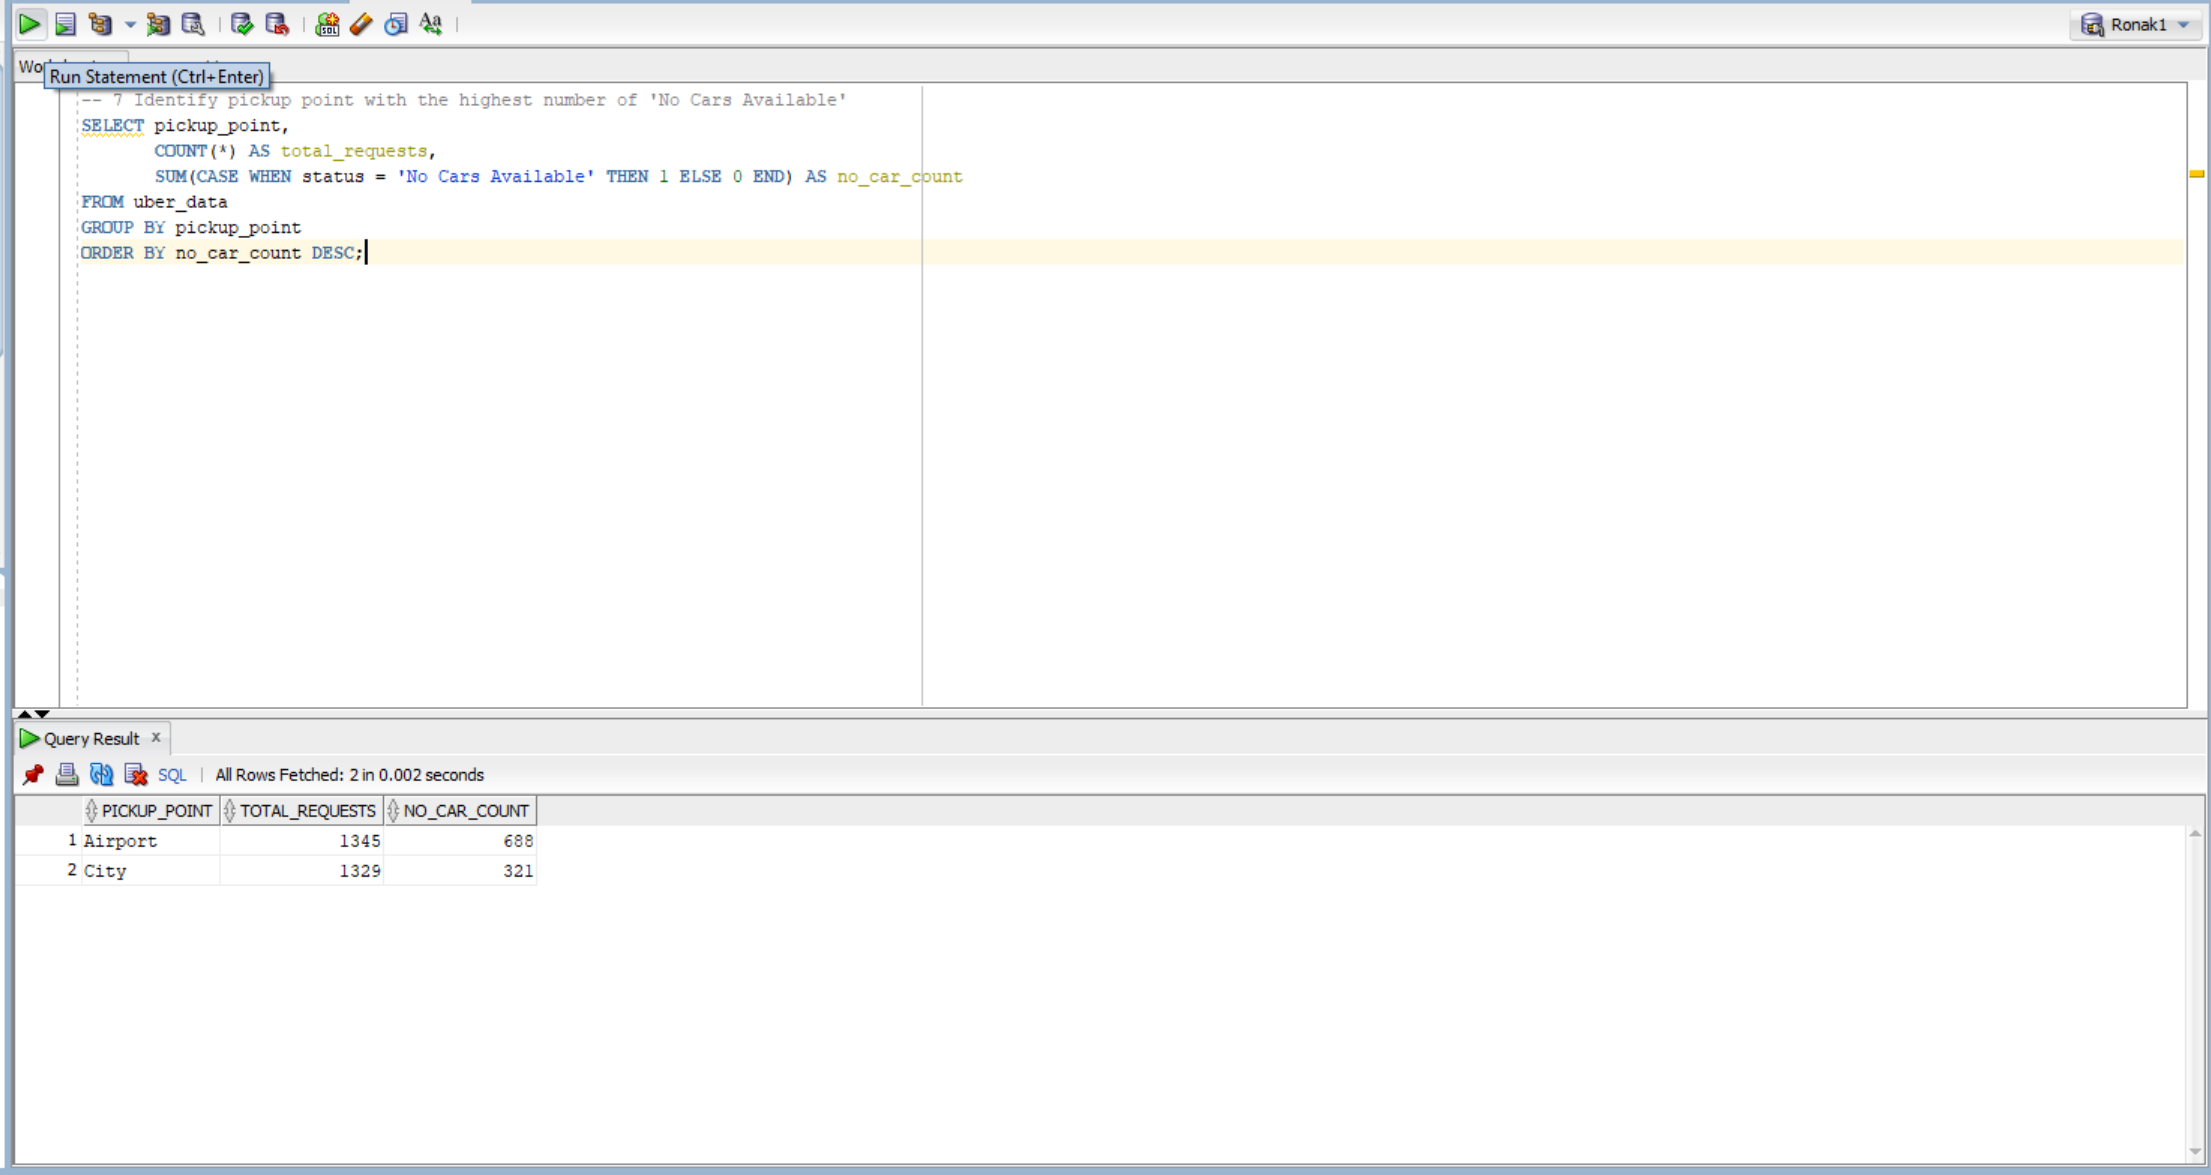 Ronak1
Wo
Run Statement (Ctrl+Enter)
-- 7 Identify pickup point with the highest number of 'No Cars Available'
SELECT pickup_point,
COUNT(*) AS total_requests,
SUM(CASE WHEN status = 'No Cars Available' THEN 1 ELSE 0 END) AS no_car_count
FROM uber_data
GROUP BY pickup_point
ORDER BY no_car_count DESC;
Query Result x
SQL | All Rows Fetched: 2 in 0.002 seconds
PICKUP_POINT TOTAL_REQUESTS NO_CAR_COUNT
1 Airport 1345 688
2 City 1329 321